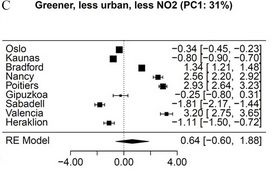 C Greener, less urban, less NO2 (PC1: 31%)
Oslo -0.34 [-0.45, -0.23]
Kaunas -0.80 [-0.90, -0.70]
Bradford 1.34 [1.21, 1.48]
Nancy 2.56 [2.20, 2.92]
Poitiers 2.93 [2.64, 3.23]
Gipuzkoa -0.25 [-0.80, 0.31]
Sabadell -1.81 [-2.17, -1.44]
Valencia 3.20 [2.75, 3.65]
Heraklion -1.11 [-1.50, -0.72]
RE Model 0.64 [-0.60, 1.88]
-4.00 0.00 4.00